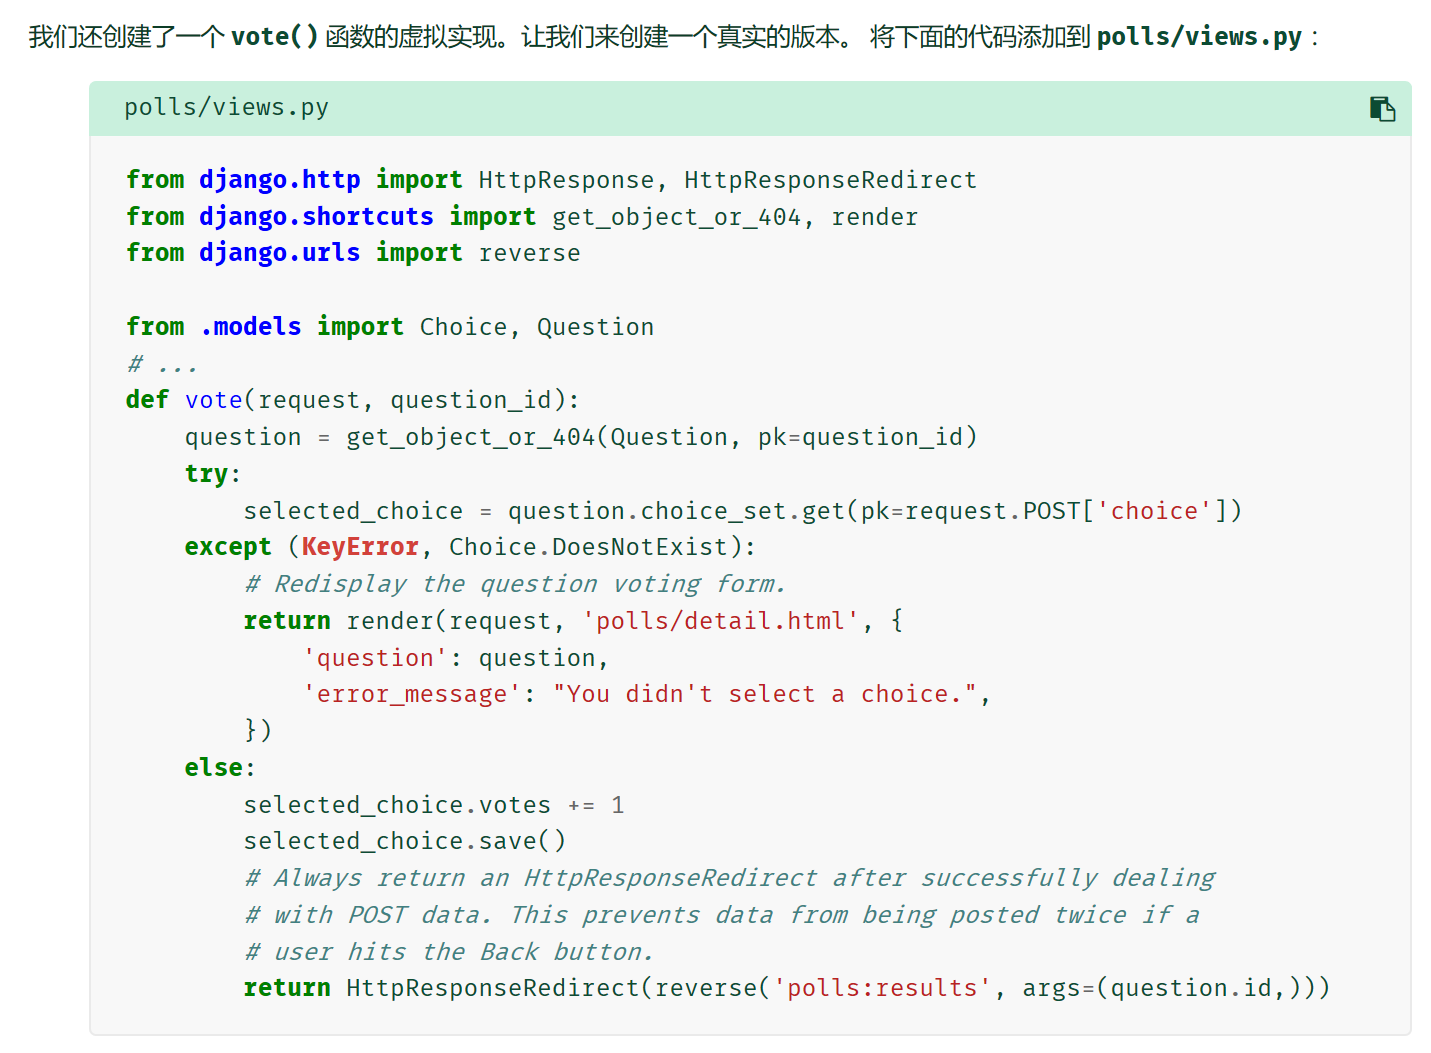 我们还创建了一个 vote() 函数的虚拟实现。让我们来创建一个真实的版本。 将下面的代码添加到 polls/views.py ：
polls/views.py
from django.http import HttpResponse, HttpResponseRedirect
from django.shortcuts import get_object_or_404, render
from django.urls import reverse

from .models import Choice, Question
# ...
def vote(request, question_id):
    question = get_object_or_404(Question, pk=question_id)
    try:
        selected_choice = question.choice_set.get(pk=request.POST['choice'])
    except (KeyError, Choice.DoesNotExist):
        # Redisplay the question voting form.
        return render(request, 'polls/detail.html', {
            'question': question,
            'error_message': "You didn't select a choice.",
        })
    else:
        selected_choice.votes += 1
        selected_choice.save()
        # Always return an HttpResponseRedirect after successfully dealing
        # with POST data. This prevents data from being posted twice if a
        # user hits the Back button.
        return HttpResponseRedirect(reverse('polls:results', args=(question.id,)))